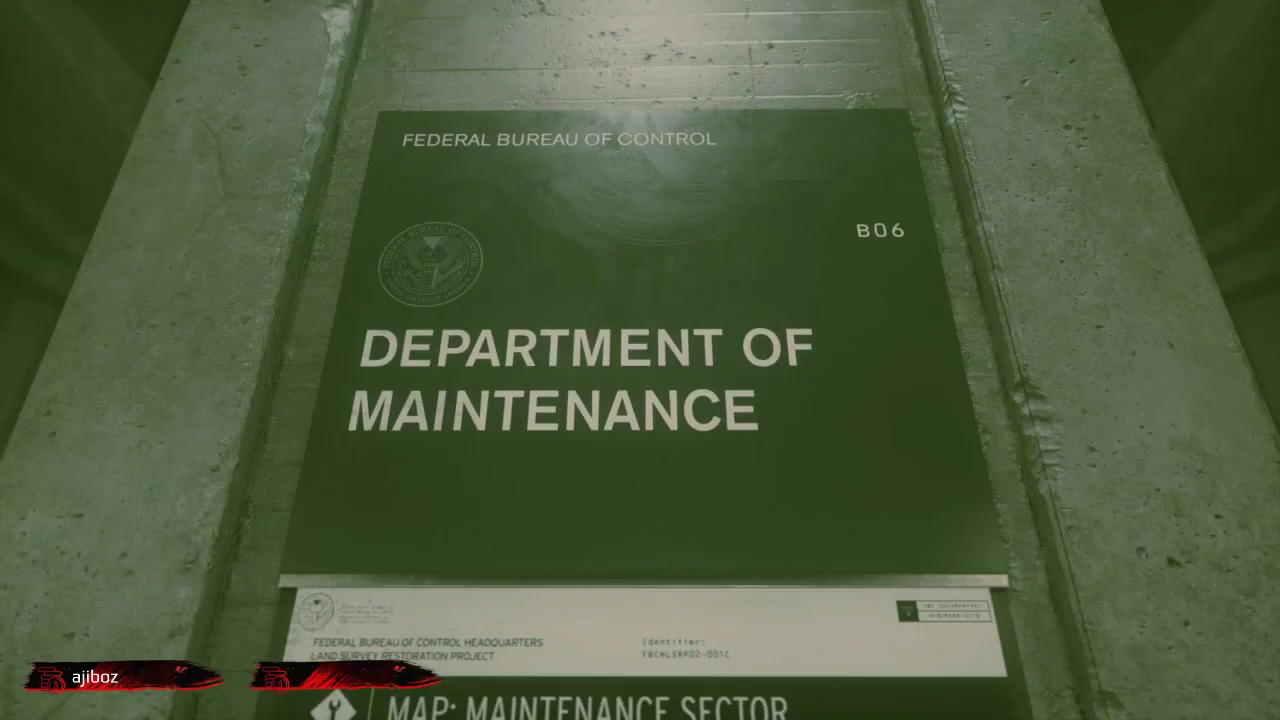 FEDERAL BUREAU OF CONTROL
B06
DEPARTMENT OF
MAINTENANCE
FEDERAL BUREAU OF CONTROL HEADQUARTERS
LAND SURVEY RESTORATION PROJECT
Identifier:
MAP: MAINTENANCE SECTOR
ajiboz